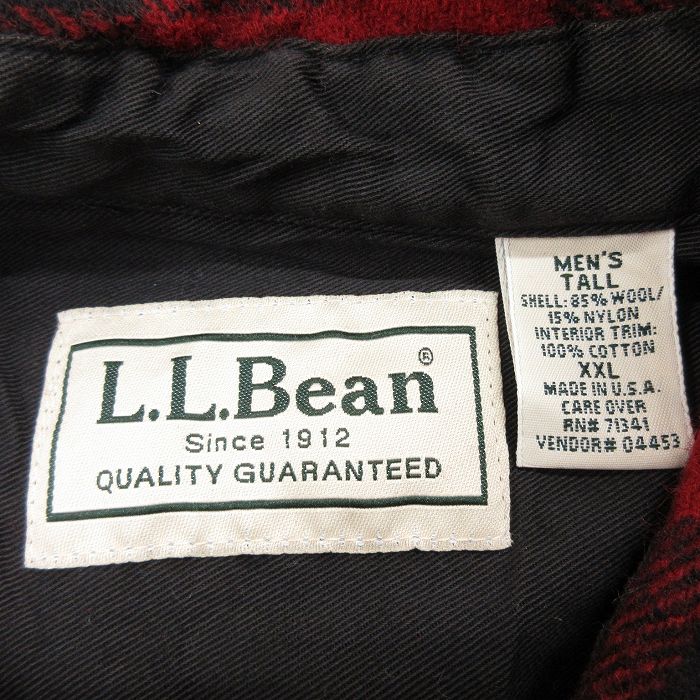 L.L.Bean®
Since 1912
QUALITY GUARANTEED
MEN'S
TALL
SHELL: 85% WOOL/
15% NYLON
INTERIOR TRIM:
100% COTTON
XXL
MADE IN U.S.A.
CARE OVER
RN# 71341
VENDOR# 04453